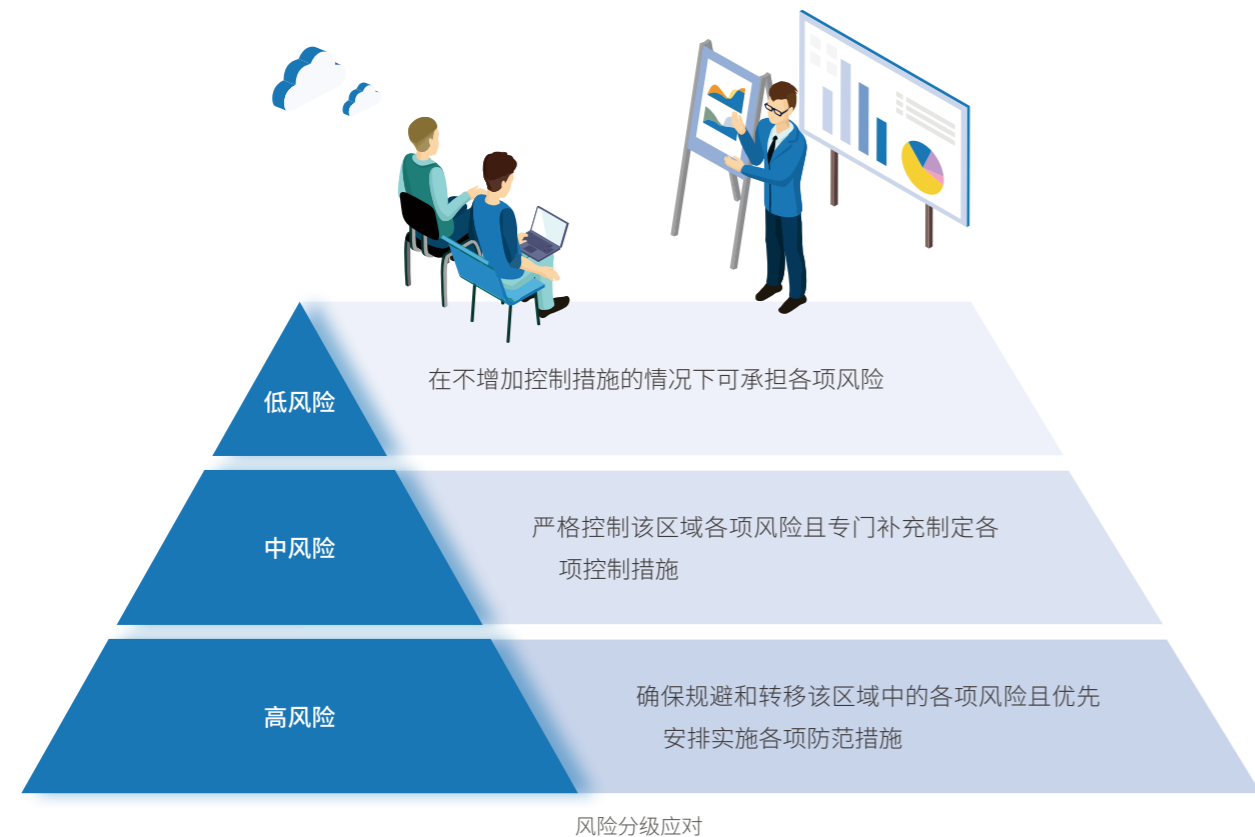 低风险
在不增加控制措施的情况下可承担各项风险
中风险
严格控制该区域各项风险且专门补充制定各
项控制措施
高风险
确保规避和转移该区域中的各项风险且优先
安排实施各项防范措施
风险分级应对